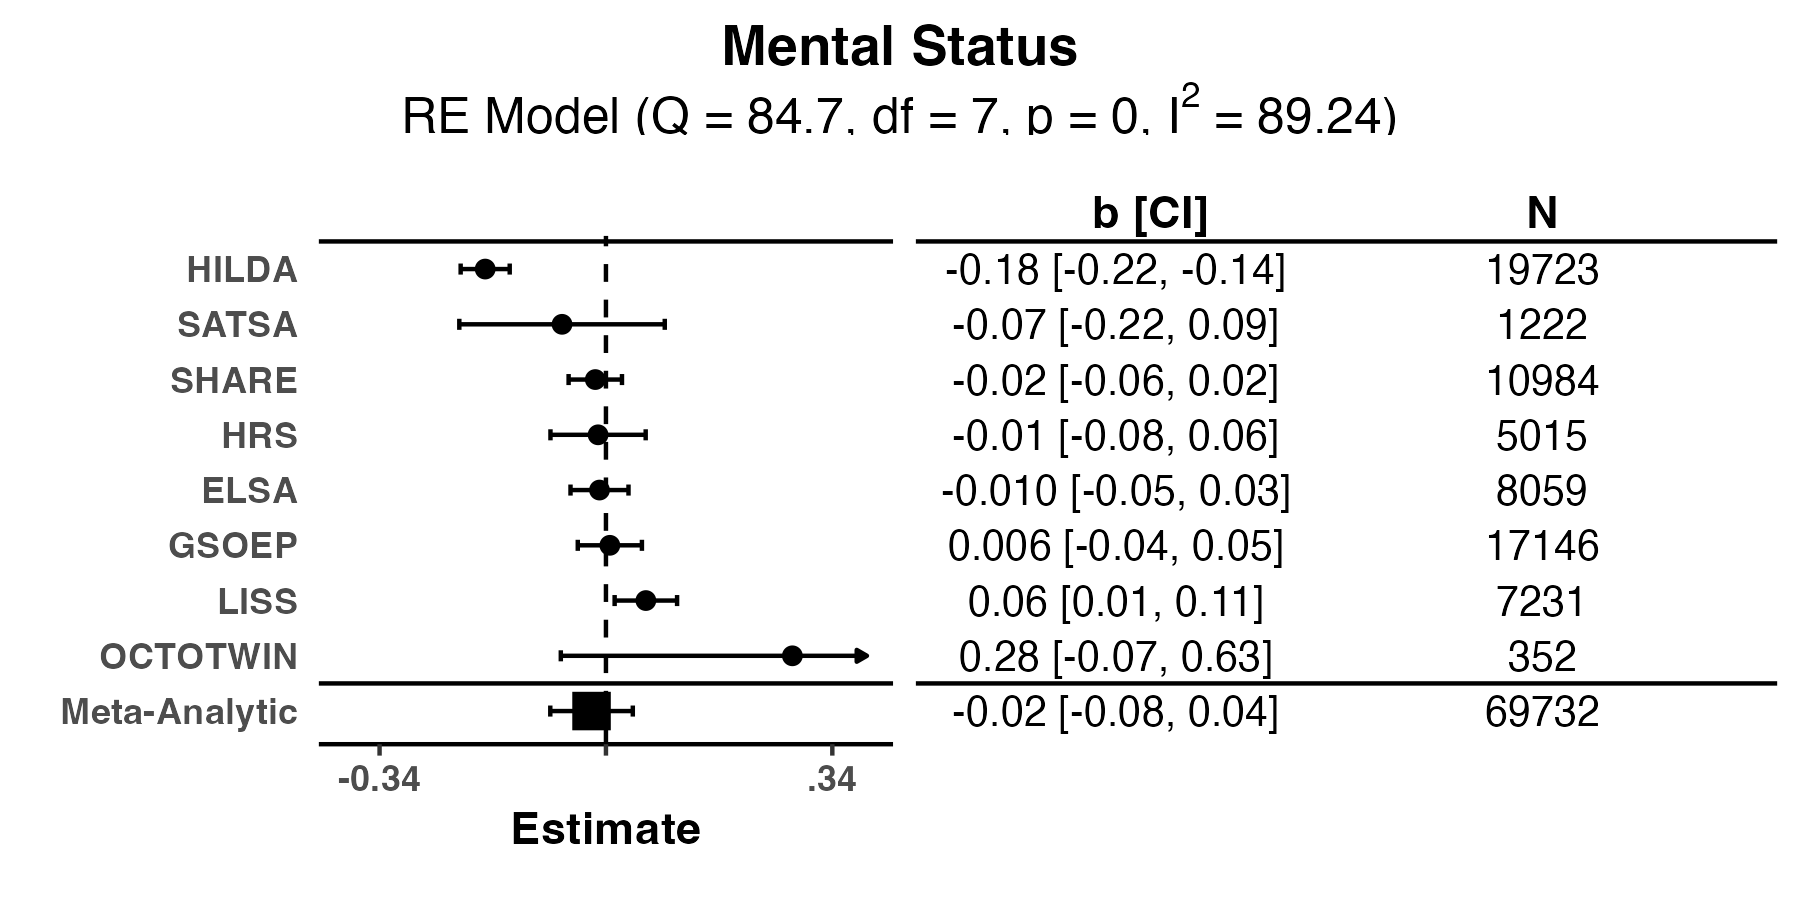 Mental Status
RE Model (Q = 84.7, df = 7, p = 0, I² = 89.24)
b [CI] N
HILDA -0.18 [-0.22, -0.14] 19723
SATSA -0.07 [-0.22, 0.09] 1222
SHARE -0.02 [-0.06, 0.02] 10984
HRS -0.01 [-0.08, 0.06] 5015
ELSA -0.010 [-0.05, 0.03] 8059
GSOEP 0.006 [-0.04, 0.05] 17146
LISS 0.06 [0.01, 0.11] 7231
OCTOTWIN 0.28 [-0.07, 0.63] 352
Meta-Analytic -0.02 [-0.08, 0.04] 69732
-0.34 .34
Estimate